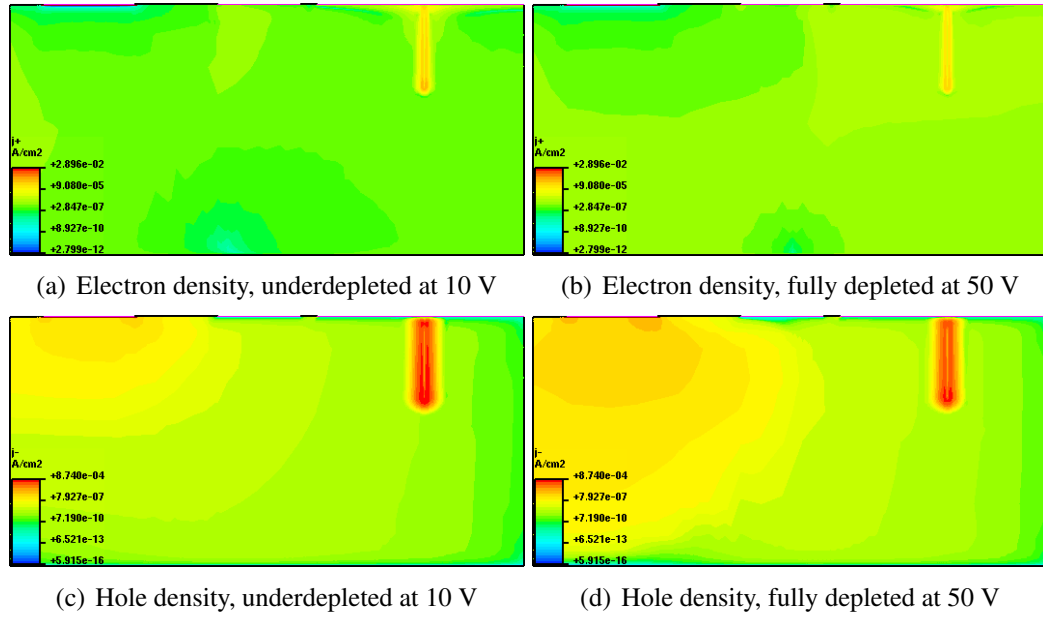 j+
A/cm2
+2.896e-02
+9.080e-05
+2.847e-07
+8.927e-10
+2.799e-12
j+
A/cm2
+2.896e-02
+9.080e-05
+2.847e-07
+8.927e-10
+2.799e-12
(a) Electron density, underdepleted at 10 V
(b) Electron density, fully depleted at 50 V
j-
A/cm2
+8.740e-04
+7.927e-07
+7.190e-10
+6.521e-13
+5.915e-16
j-
A/cm2
+8.740e-04
+7.927e-07
+7.190e-10
+6.521e-13
+5.915e-16
(c) Hole density, underdepleted at 10 V
(d) Hole density, fully depleted at 50 V